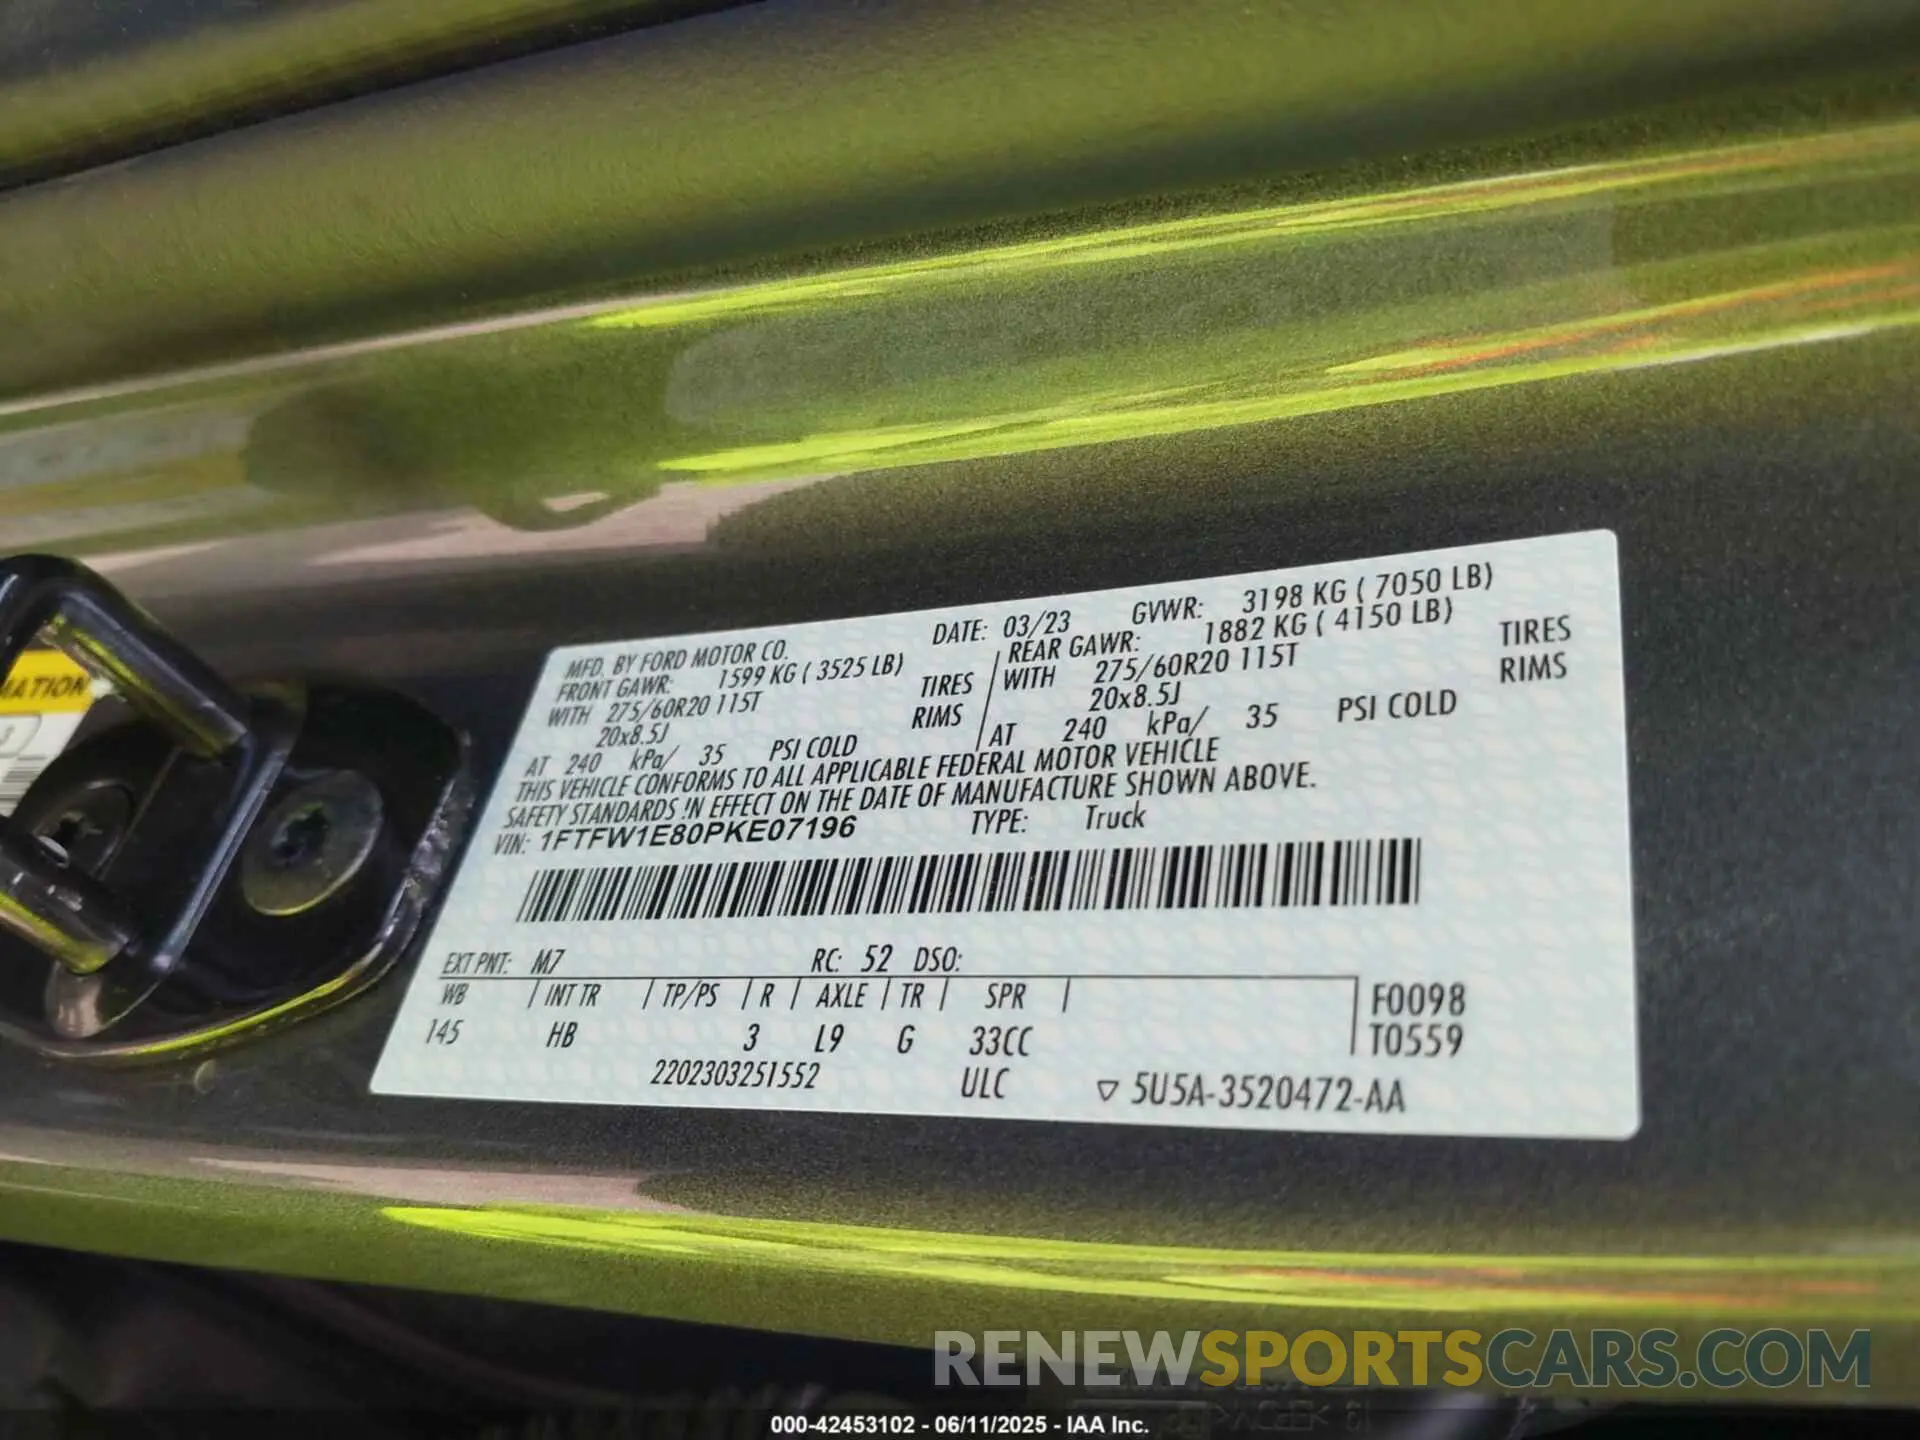 MATION
MFD. BY FORD MOTOR CO. DATE: 03/23 GVWR: 3198 KG ( 7050 LB)
FRONT GAWR: 1599 KG ( 3525 LB) REAR GAWR: 1882 KG ( 4150 LB)
WITH 275/60R20 115T TIRES WITH 275/60R20 115T TIRES
20x8.5J RIMS 20x8.5J RIMS
AT 240 kPa/ 35 PSI COLD AT 240 kPa/ 35 PSI COLD
THIS VEHICLE CONFORMS TO ALL APPLICABLE FEDERAL MOTOR VEHICLE
SAFETY STANDARDS IN EFFECT ON THE DATE OF MANUFACTURE SHOWN ABOVE.
VIN: 1FTFW1E80PKE07196 TYPE: Truck
EXT PNT: M7 RC: 52 DSO:
WB / INT TR / TP/PS / R / AXLE / TR / SPR / F0098
145 HB 3 L9 G 33CC T0559
2202303251552 ULC ▽ 5U5A-3520472-AA
RENEWSPORTSCARS.COM
000-42453102 - 06/11/2025 - IAA Inc.